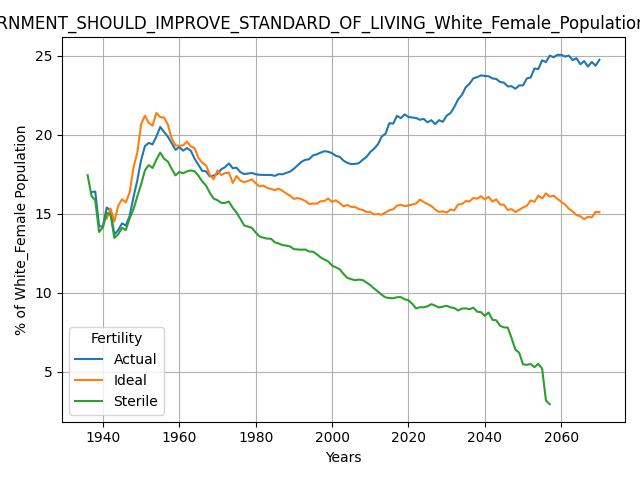 RNMENT_SHOULD_IMPROVE_STANDARD_OF_LIVING_White_Female_Population
% of White_Female Population
25
20
15
10
5
Fertility
Actual
Ideal
Sterile
1940 1960 1980 2000 2020 2040 2060
Years